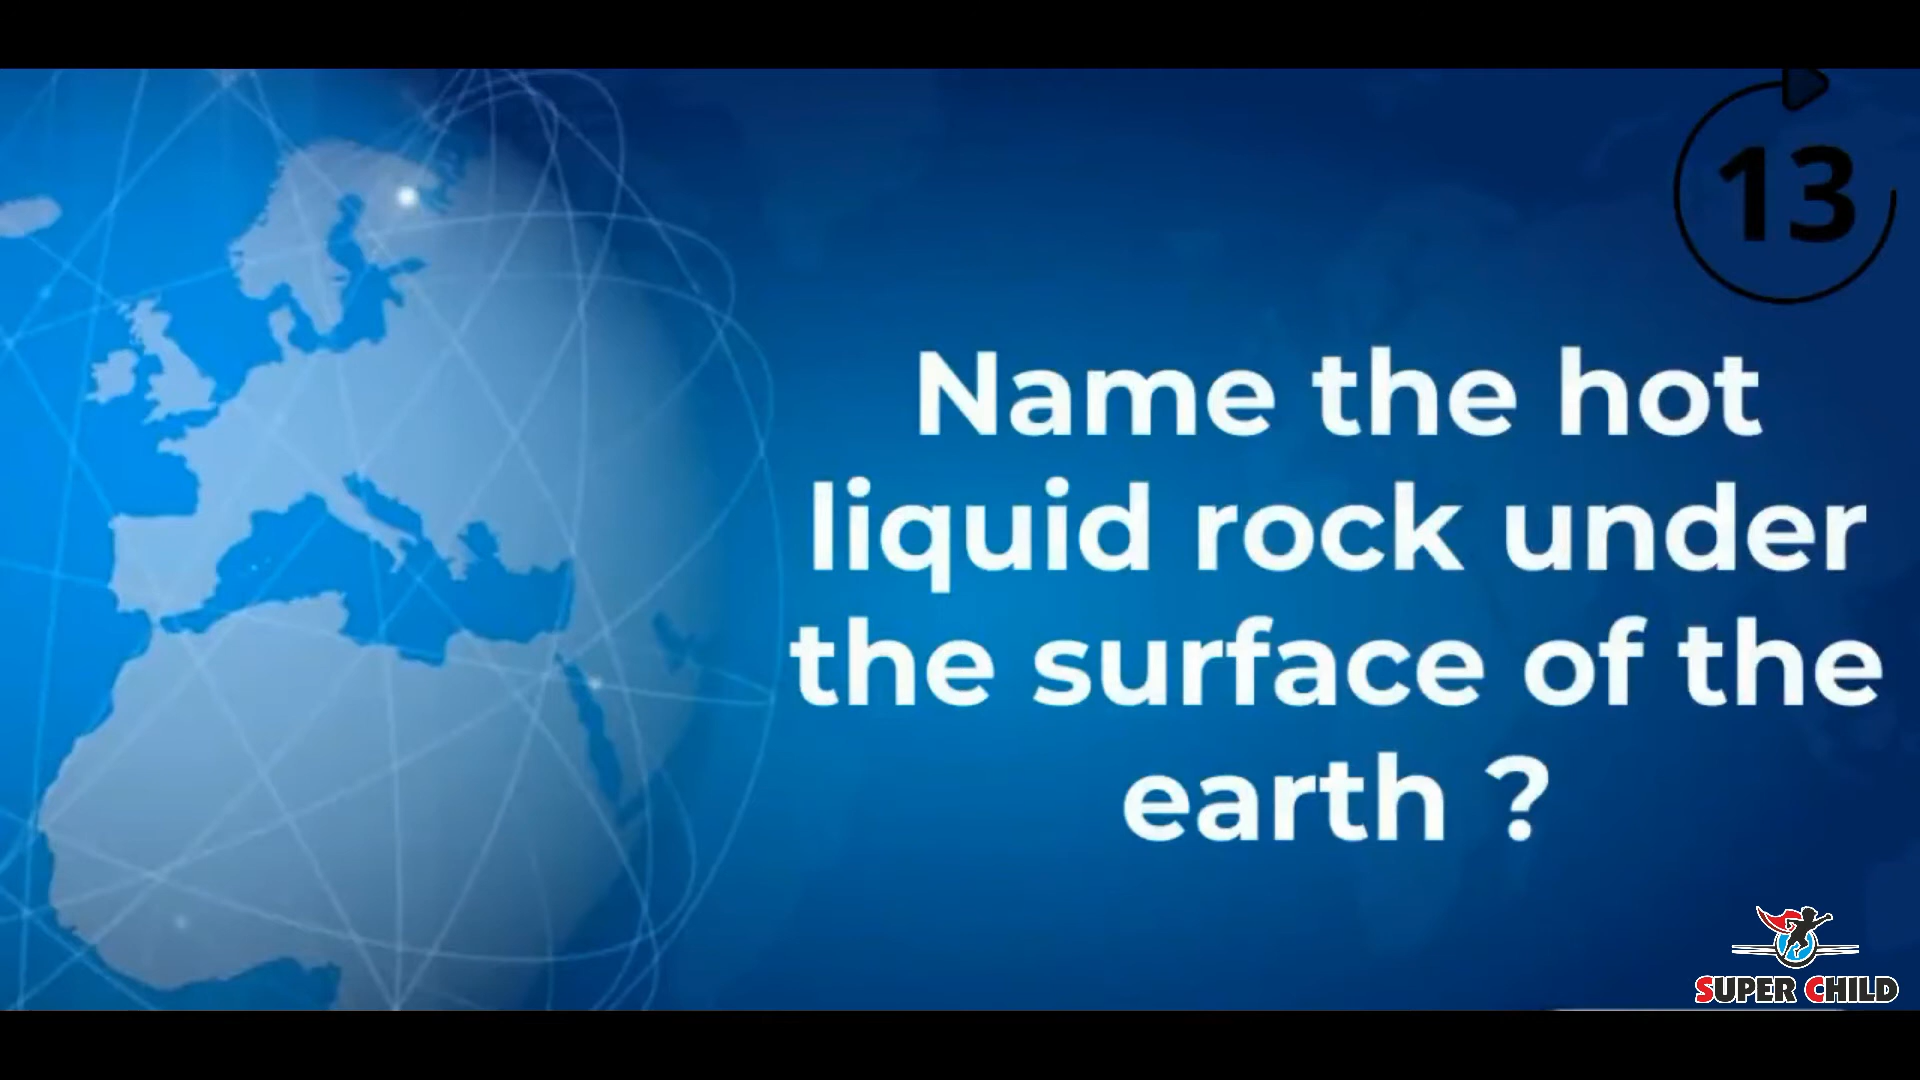 13
Name the hot
liquid rock under
the surface of the
earth ?
SUPER CHILD